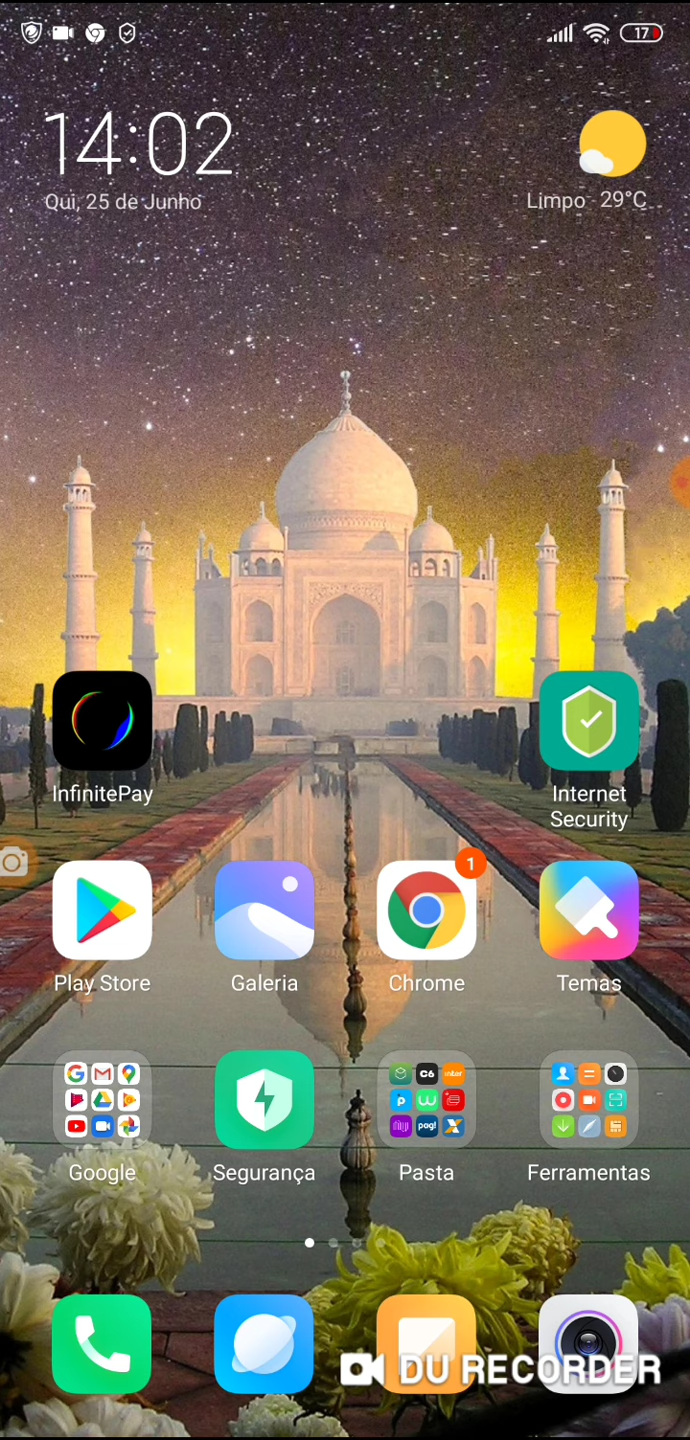 17
14:02
Qui, 25 de Junho
Limpo 29°C
InfinitePay
Internet
Security
1
Play Store
Galeria
Chrome
Temas
C6
inter
pag!
Google
Segurança
Pasta
Ferramentas
DU RECORDER